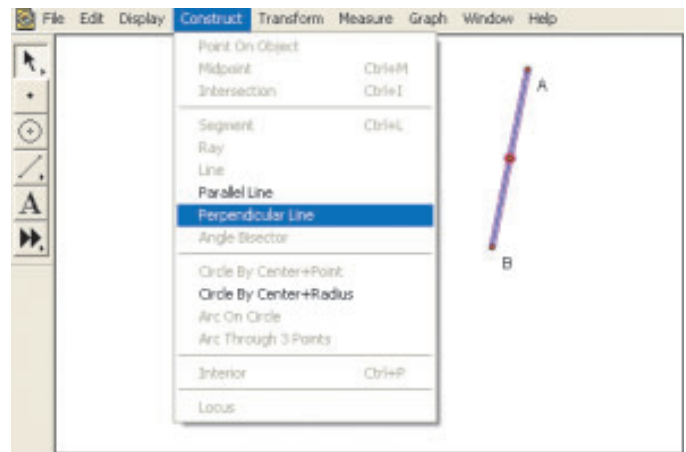 File Edit Display Construct Transform Measure Graph Window Help
Point On Object
Midpoint Ctrl+M
Intersection Ctrl+I
Segment Ctrl+L
Ray
Line
Parallel Line
Perpendicular Line
Angle Bisector
Circle By Center+Point
Circle By Center+Radius
Arc On Circle
Arc Through 3 Points
Interior Ctrl+P
Locus
A
A
B